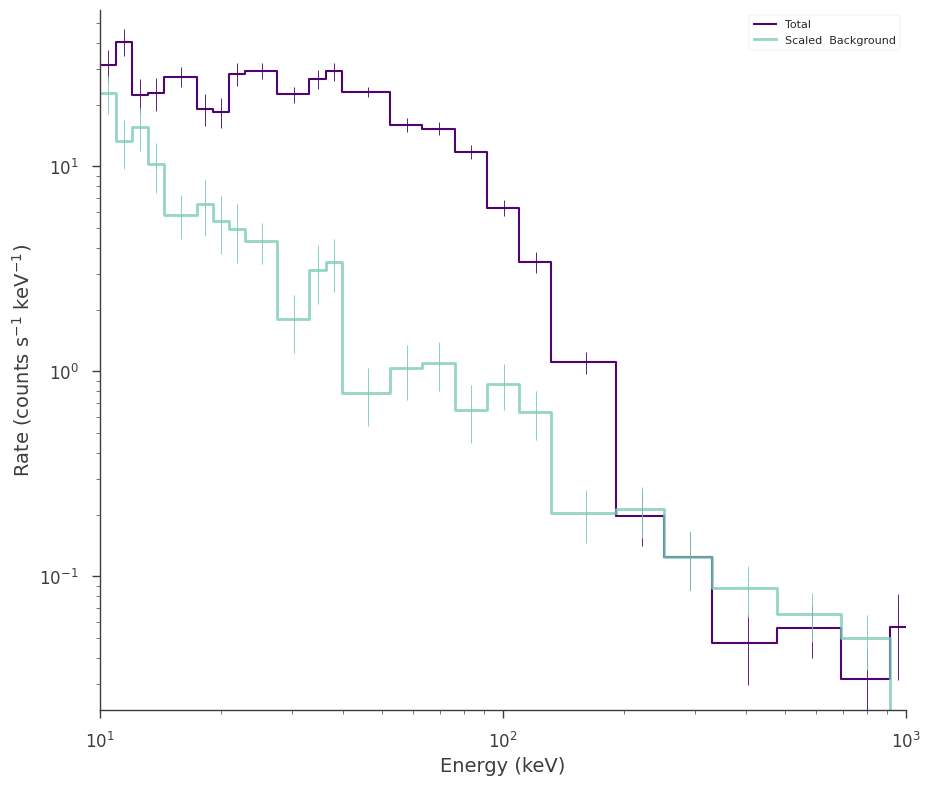 Total
Scaled  Background
10¹
10⁰
10⁻¹
Rate (counts s⁻¹ keV⁻¹)
10¹
10²
10³
Energy (keV)